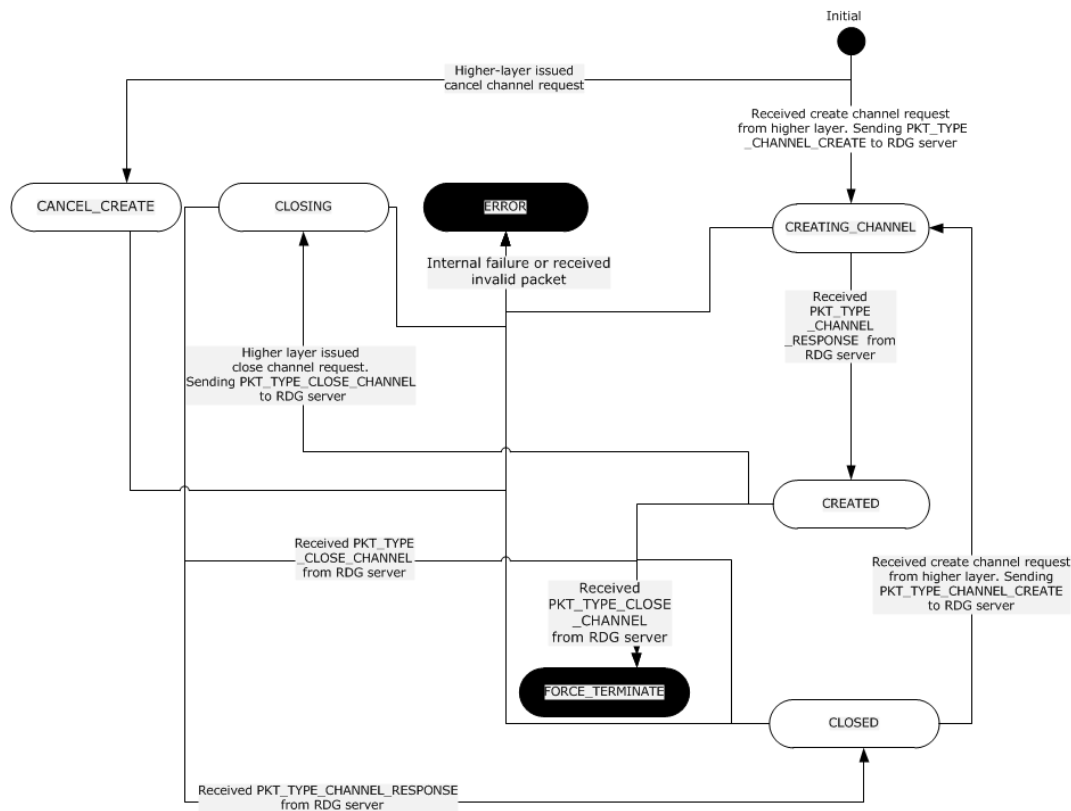 Initial
Higher-layer issued
cancel channel request
Received create channel request
from higher layer. Sending PKT_TYPE
_CHANNEL_CREATE to RDG server
CANCEL_CREATE
CLOSING
ERROR
CREATING_CHANNEL
Internal failure or received
invalid packet
Received
PKT_TYPE
_CHANNEL
_RESPONSE from
RDG server
Higher layer issued
close channel request.
Sending PKT_TYPE_CLOSE_CHANNEL
to RDG server
CREATED
Received PKT_TYPE
_CLOSE_CHANNEL
from RDG server
Received create channel request
from higher layer. Sending
PKT_TYPE_CHANNEL_CREATE
to RDG server
Received
PKT_TYPE_CLOSE
_CHANNEL
from RDG server
FORCE_TERMINATE
CLOSED
Received PKT_TYPE_CHANNEL_RESPONSE
from RDG server